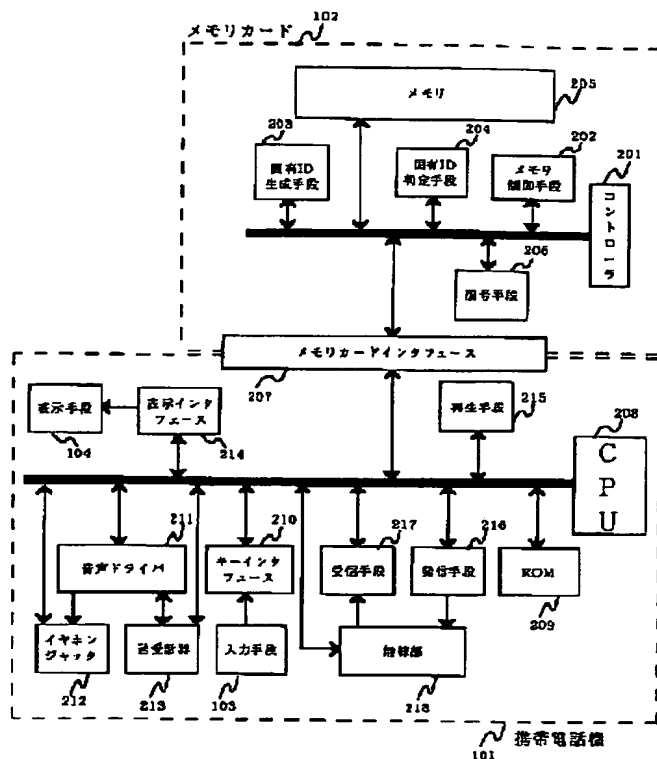 メモリカード
102
メモリ
205
203
固有ID
生成手段
204
固有ID
判定手段
202
メモリ
制御手段
201
コントローラ
206
メモリカードインタフェース
207
表示手段
104
表示インタ
フェース
214
再生手段
215
208
CPU
211
音声ドライバ
210
キーインタ
フェース
217
受信手段
216
発信手段
ROM
209
イヤホン
ジャック
212
送受話器
213
入力手段
103
無線部
218
101
携帯電話機